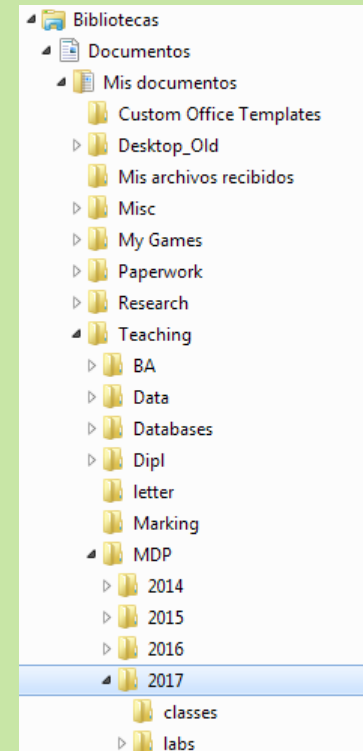 Bibliotecas
Documentos
Mis documentos
Custom Office Templates
Desktop_Old
Mis archivos recibidos
Misc
My Games
Paperwork
Research
Teaching
BA
Data
Databases
Dipl
letter
Marking
MDP
2014
2015
2016
2017
classes
labs